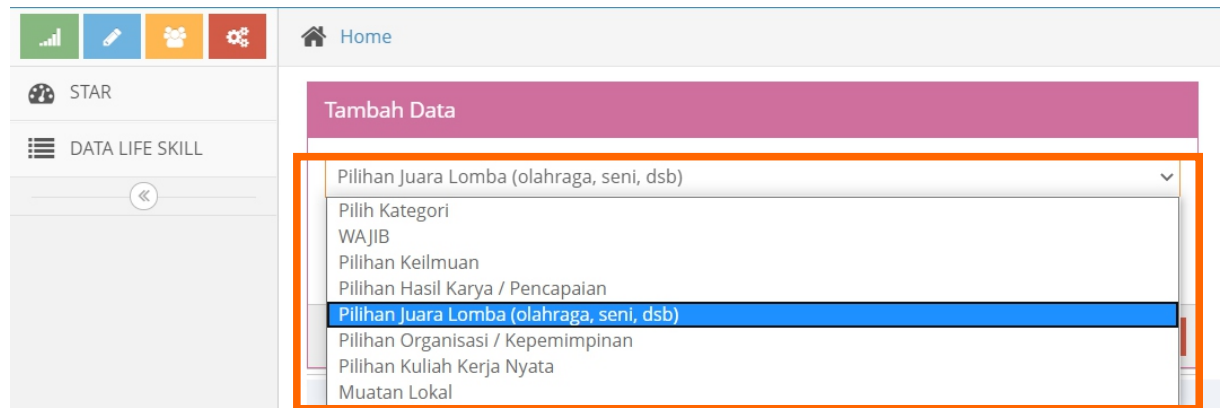 Home
STAR
DATA LIFE SKILL
Tambah Data
Pilihan Juara Lomba (olahraga, seni, dsb)
Pilih Kategori
WAJIB
Pilihan Keilmuan
Pilihan Hasil Karya / Pencapaian
Pilihan Juara Lomba (olahraga, seni, dsb)
Pilihan Organisasi / Kepemimpinan
Pilihan Kuliah Kerja Nyata
Muatan Lokal